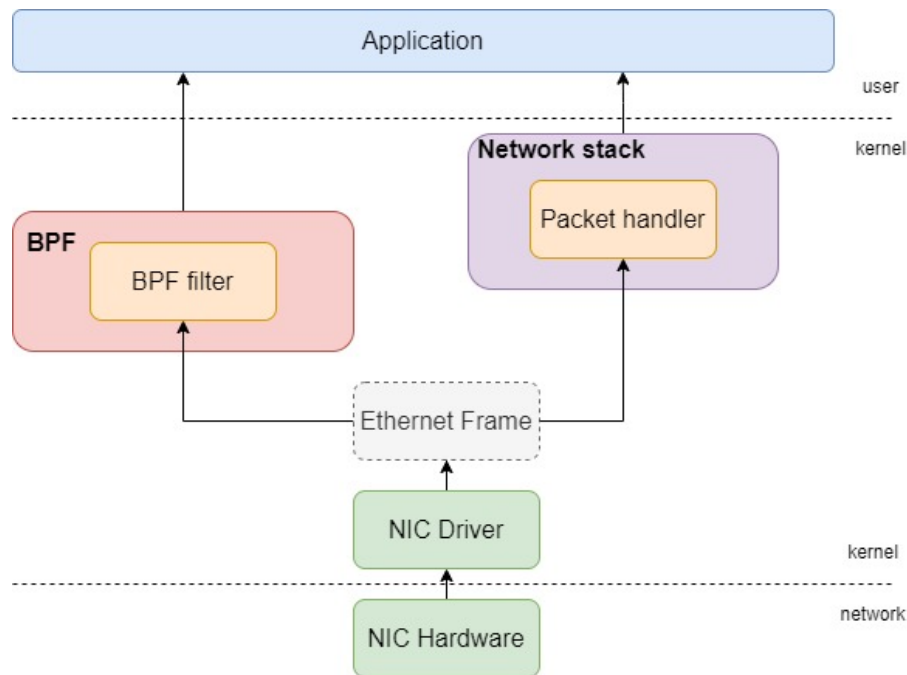 Application
user
kernel
Network stack
Packet handler
BPF
BPF filter
Ethernet Frame
NIC Driver
kernel
network
NIC Hardware